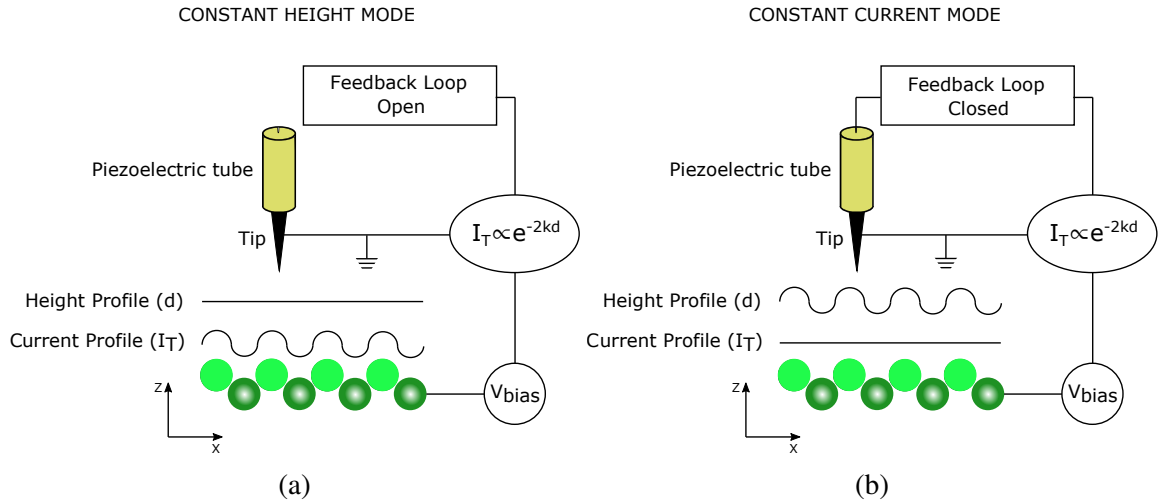 CONSTANT HEIGHT MODE
Feedback Loop
Open
Piezoelectric tube
Tip
I_T∝e^{-2kd}
Height Profile (d)
Current Profile (I_T)
z
x
V_bias
(a)
CONSTANT CURRENT MODE
Feedback Loop
Closed
Piezoelectric tube
Tip
I_T∝e^{-2kd}
Height Profile (d)
Current Profile (I_T)
z
x
V_bias
(b)